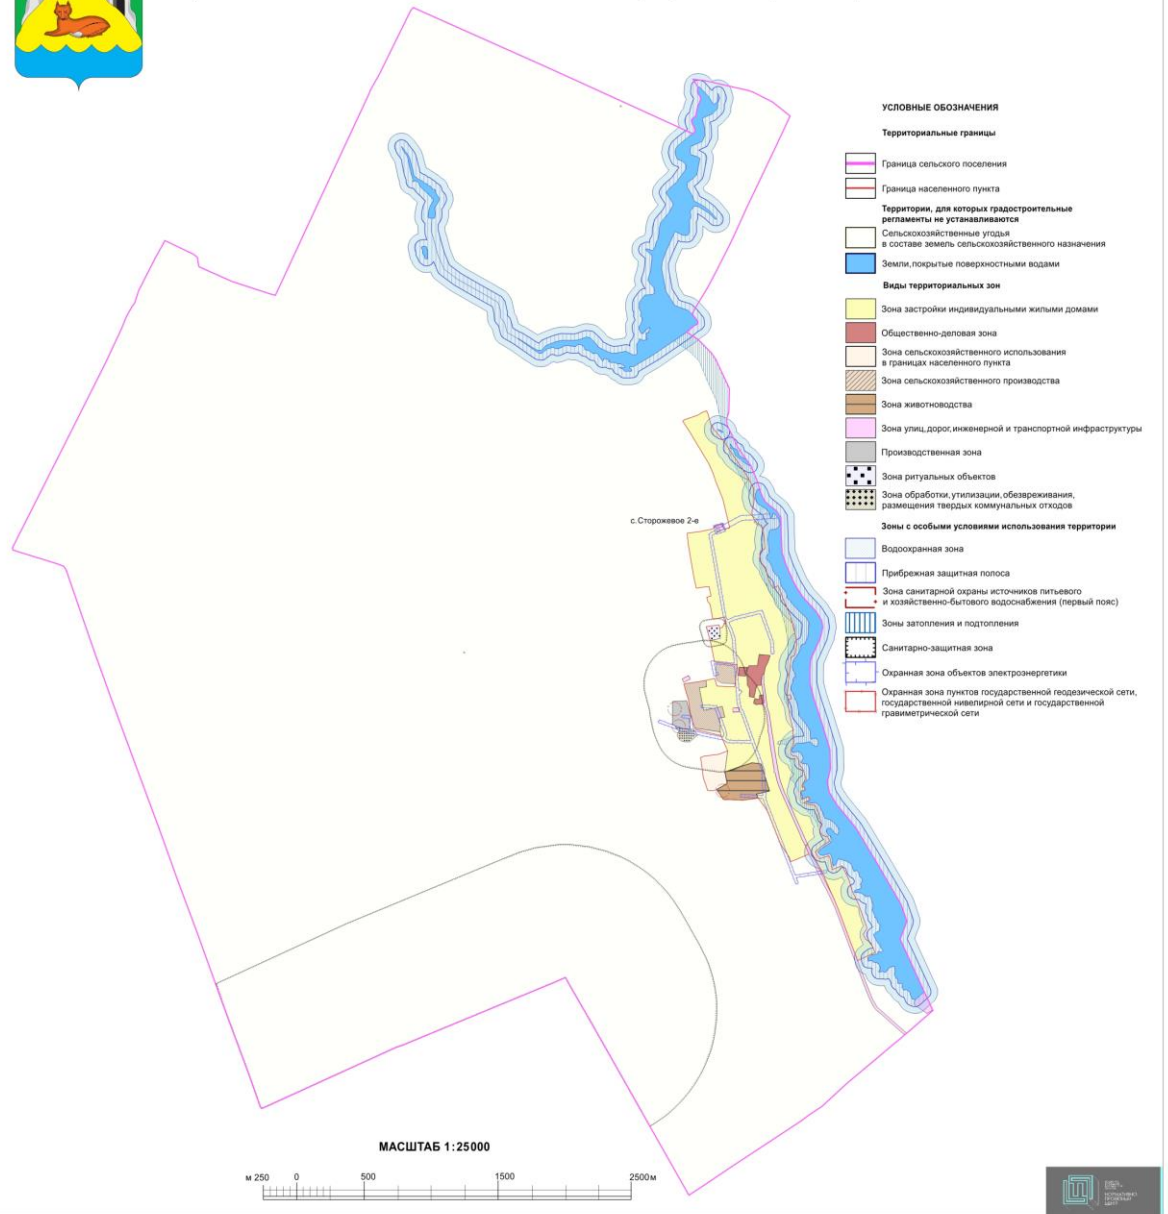 УСЛОВНЫЕ ОБОЗНАЧЕНИЯ
Территориальные границы
Граница сельского поселения
Граница населенного пункта
Территории, для которых градостроительные
регламенты не устанавливаются
Сельскохозяйственные угодья
в составе земель сельскохозяйственного назначения
Земли, покрытые поверхностными водами
Виды территориальных зон
Зона застройки индивидуальными жилыми домами
Общественно-деловая зона
Зона сельскохозяйственного использования
в границах населенного пункта
Зона сельскохозяйственного производства
Зона животноводства
Зона улиц, дорог, инженерной и транспортной инфраструктуры
Производственная зона
Зона ритуальных объектов
Зона обработки, утилизации, обезвреживания,
размещения твердых коммунальных отходов
Зоны с особыми условиями использования территории
Водоохранная зона
Прибрежная защитная полоса
Зона санитарной охраны источников питьевого
и хозяйственно-бытового водоснабжения (первый пояс)
Зоны затопления и подтопления
Санитарно-защитная зона
Охранная зона объектов электроэнергетики
Охранная зона пунктов государственной геодезической сети,
государственной нивелирной сети и государственной
гравиметрической сети
с. Сторожевое 2-е
МАСШТАБ 1:25000
м 250 0 500 1500 2500м